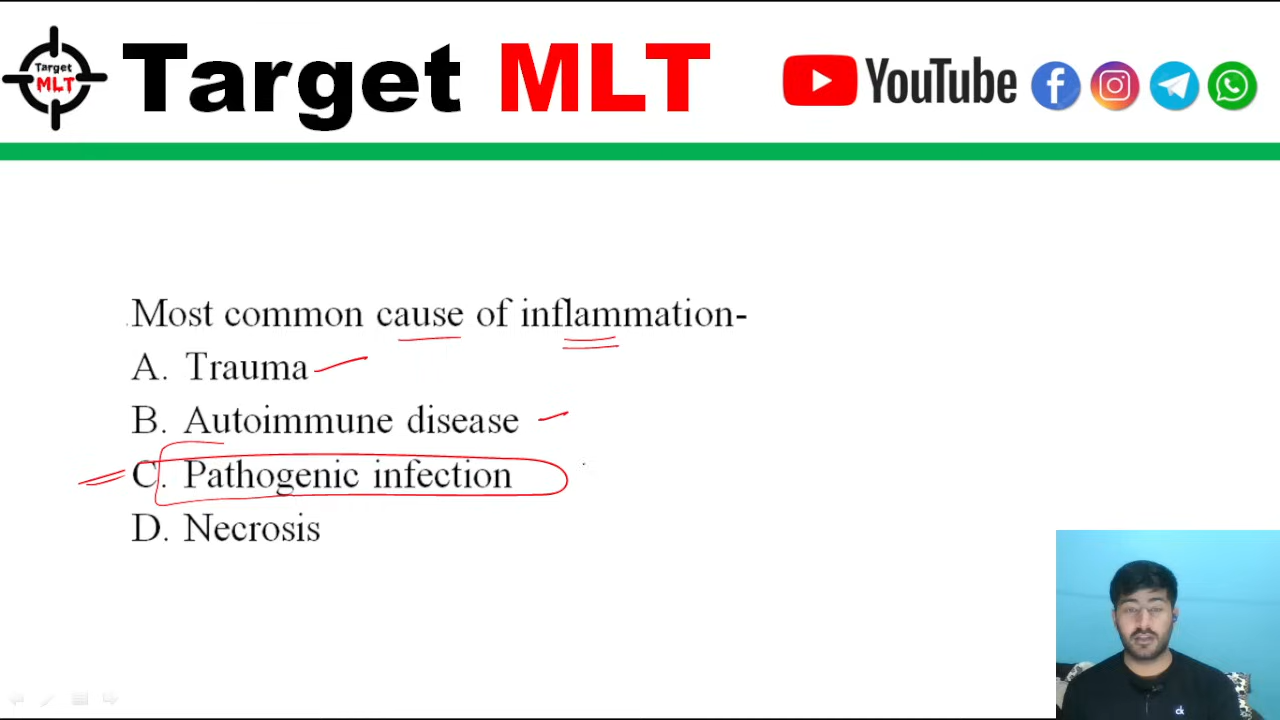 Target MLT
Target MLT
YouTube
Most common cause of inflammation-
A. Trauma
B. Autoimmune disease
C. Pathogenic infection
D. Necrosis